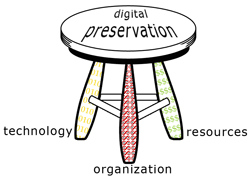 digital
preservation
technology
resources
organization